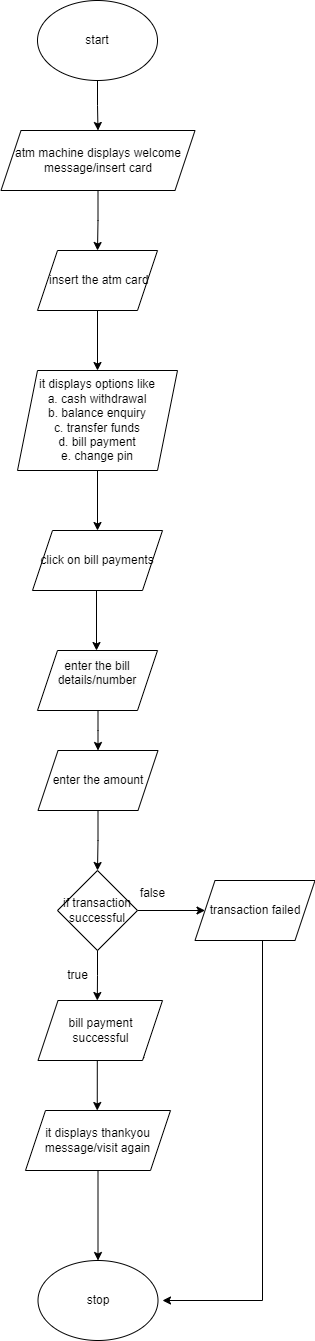 start
atm machine displays welcome
message/insert card
insert the atm card
it displays options like
a. cash withdrawal
b. balance enquiry
c. transfer funds
d. bill payment
e. change pin
click on bill payments
enter the bill
details/number
enter the amount
if transaction
successful
false
transaction failed
true
bill payment
successful
it displays thankyou
message/visit again
stop